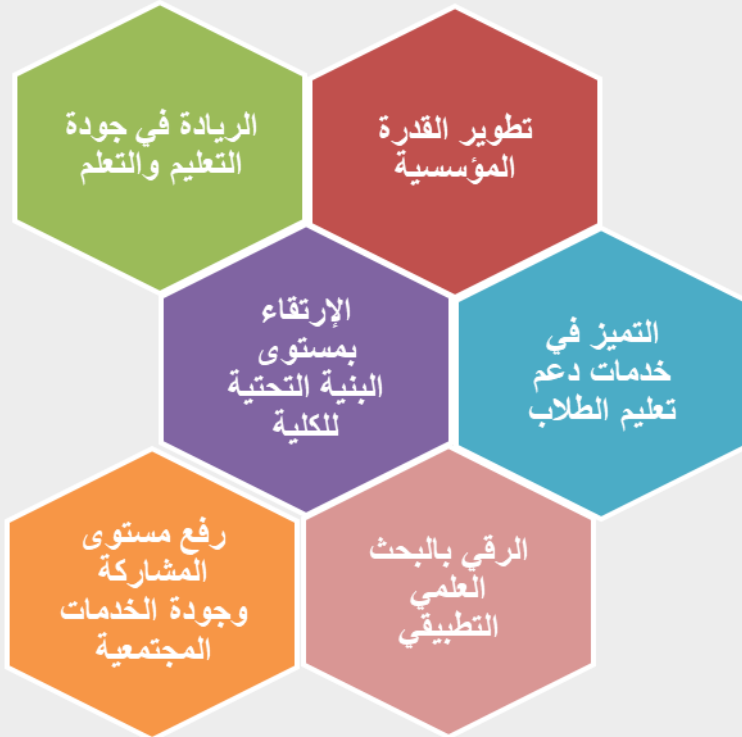 تطوير القدرة
المؤسسية
الريادة في جودة
التعليم والتعلم
التميز في
خدمات دعم
تعليم الطلاب
الإرتقاء
بمستوى
البنية التحتية
للكلية
الرقي بالبحث
العلمي
التطبيقي
رفع مستوى
المشاركة
وجودة الخدمات
المجتمعية